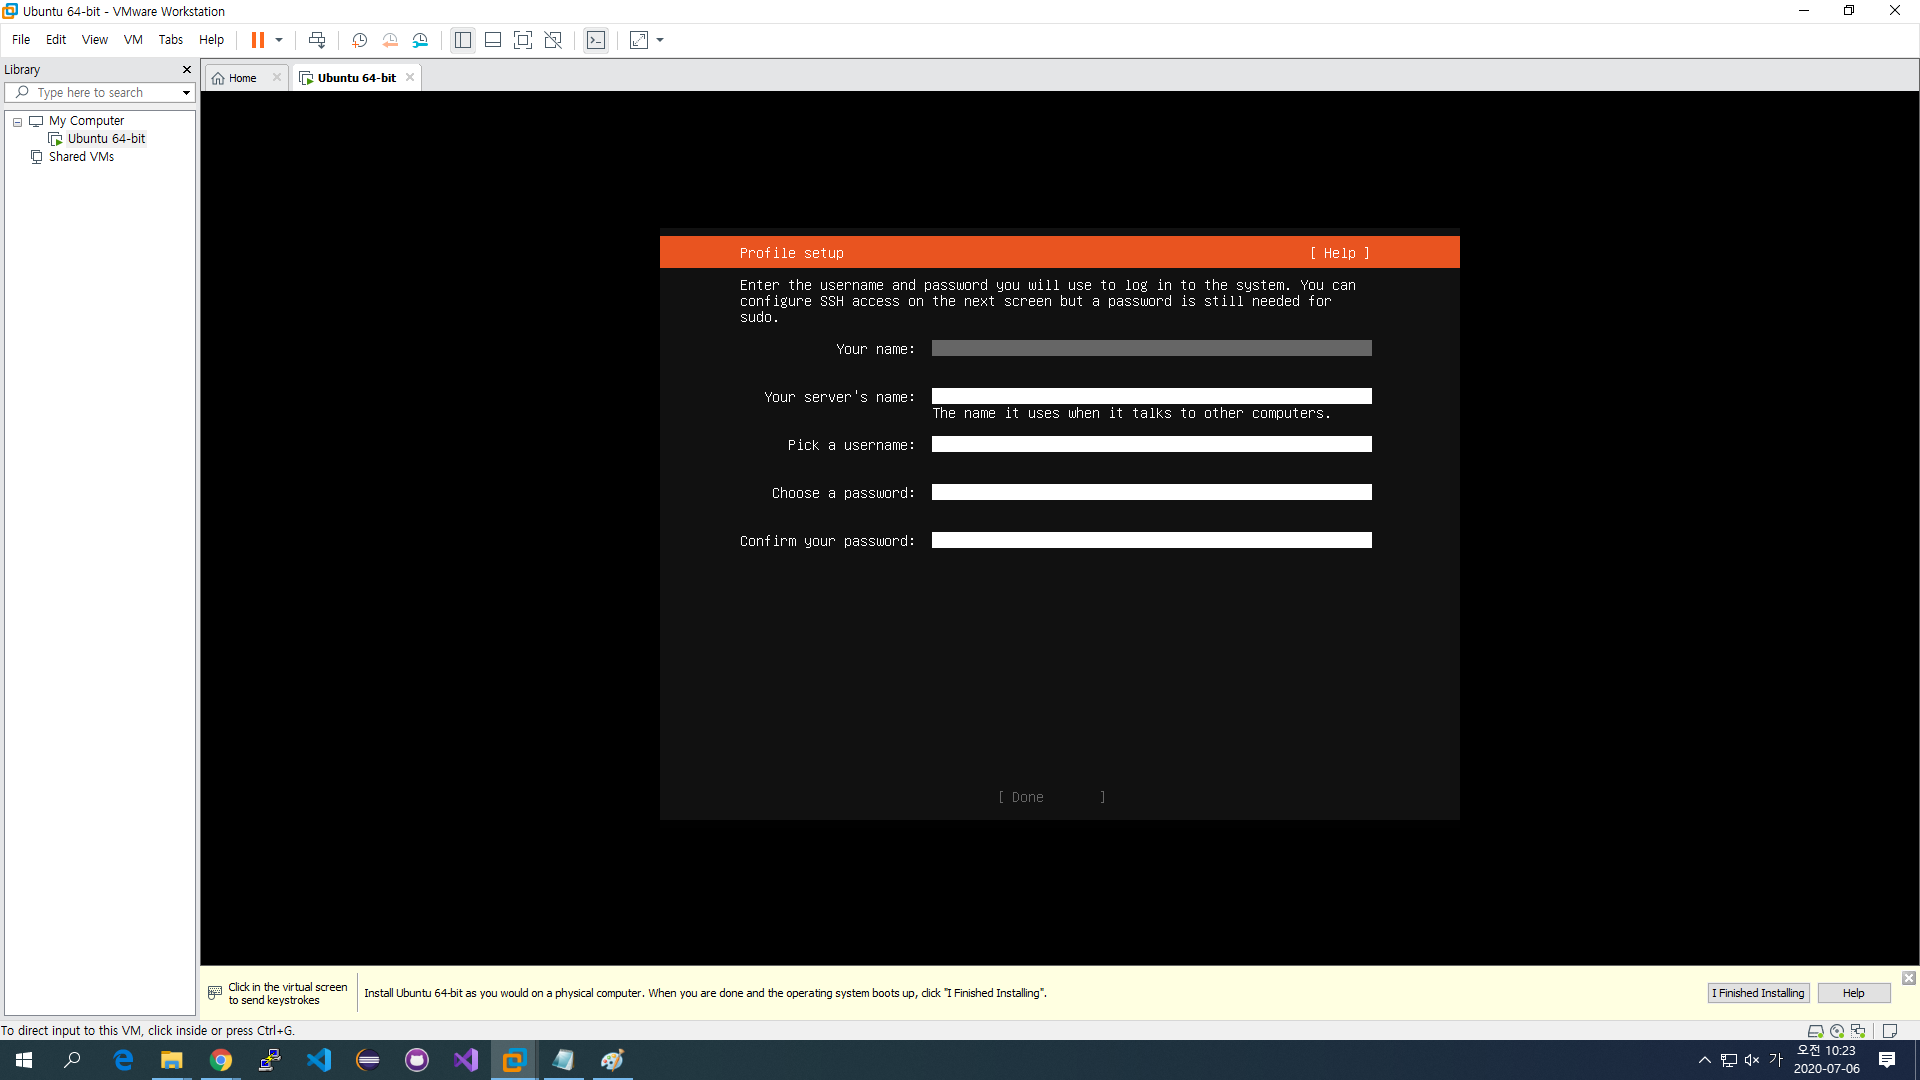 Ubuntu 64-bit - VMware Workstation
File Edit View VM Tabs Help
Library
Type here to search
My Computer
Ubuntu 64-bit
Shared VMs
Home
Ubuntu 64-bit
Profile setup [ Help ]
Enter the username and password you will use to log in to the system. You can
configure SSH access on the next screen but a password is still needed for
sudo.
Your name:
Your server's name:
The name it uses when it talks to other computers.
Pick a username:
Choose a password:
Confirm your password:
[ Done ]
Click in the virtual screen
to send keystrokes
Install Ubuntu 64-bit as you would on a physical computer. When you are done and the operating system boots up, click "I Finished Installing".
I Finished Installing
Help
To direct input to this VM, click inside or press Ctrl+G.
가
오전 10:23
2020-07-06